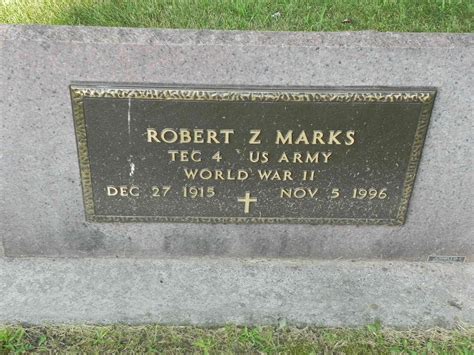 ROBERT Z MARKS
TEC 4 US ARMY
WORLD WAR II
DEC 27 1915 NOV 5 1996